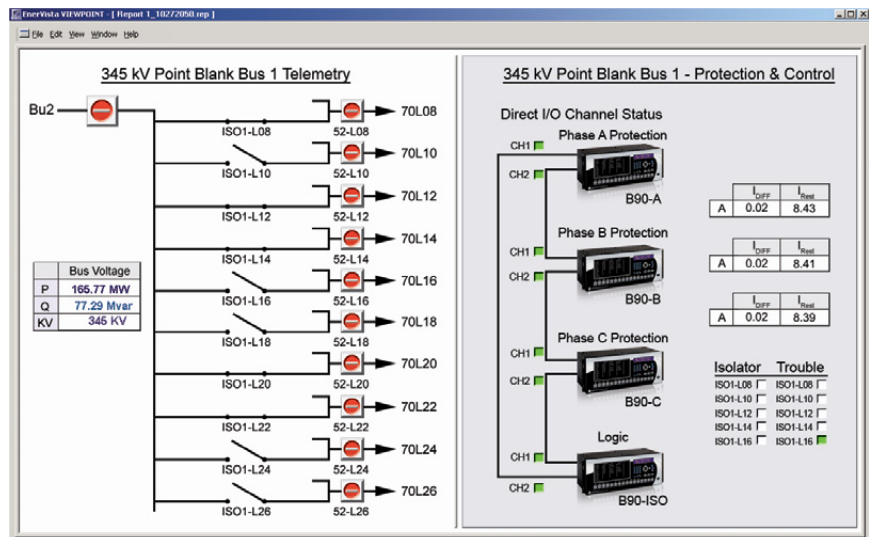 EnerVista VIEWPOINT - [ Report 1_10272050.rep ]
File Edit View Window Help
345 kV Point Blank Bus 1 Telemetry
Bu2
ISO1-L08
52-L08
70L08
ISO1-L10
52-L10
70L10
ISO1-L12
52-L12
70L12
ISO1-L14
52-L14
70L14
ISO1-L16
52-L16
70L16
ISO1-L18
52-L18
70L18
ISO1-L20
52-L20
70L20
ISO1-L22
52-L22
70L22
ISO1-L24
52-L24
70L24
ISO1-L26
52-L26
70L26
Bus Voltage
P 165.77 MW
Q 77.29 Mvar
KV 345 KV
345 kV Point Blank Bus 1 - Protection & Control
Direct I/O Channel Status
Phase A Protection
CH1
CH2
B90-A
Phase B Protection
CH1
CH2
B90-B
Phase C Protection
CH1
CH2
B90-C
Logic
CH1
CH2
B90-ISO
IDIFF IRest
A 0.02 8.43
IDIFF IRest
A 0.02 8.41
IDIFF IRest
A 0.02 8.39
Isolator Trouble
ISO1-L08 ISO1-L08
ISO1-L10 ISO1-L10
ISO1-L12 ISO1-L12
ISO1-L14 ISO1-L14
ISO1-L16 ISO1-L16